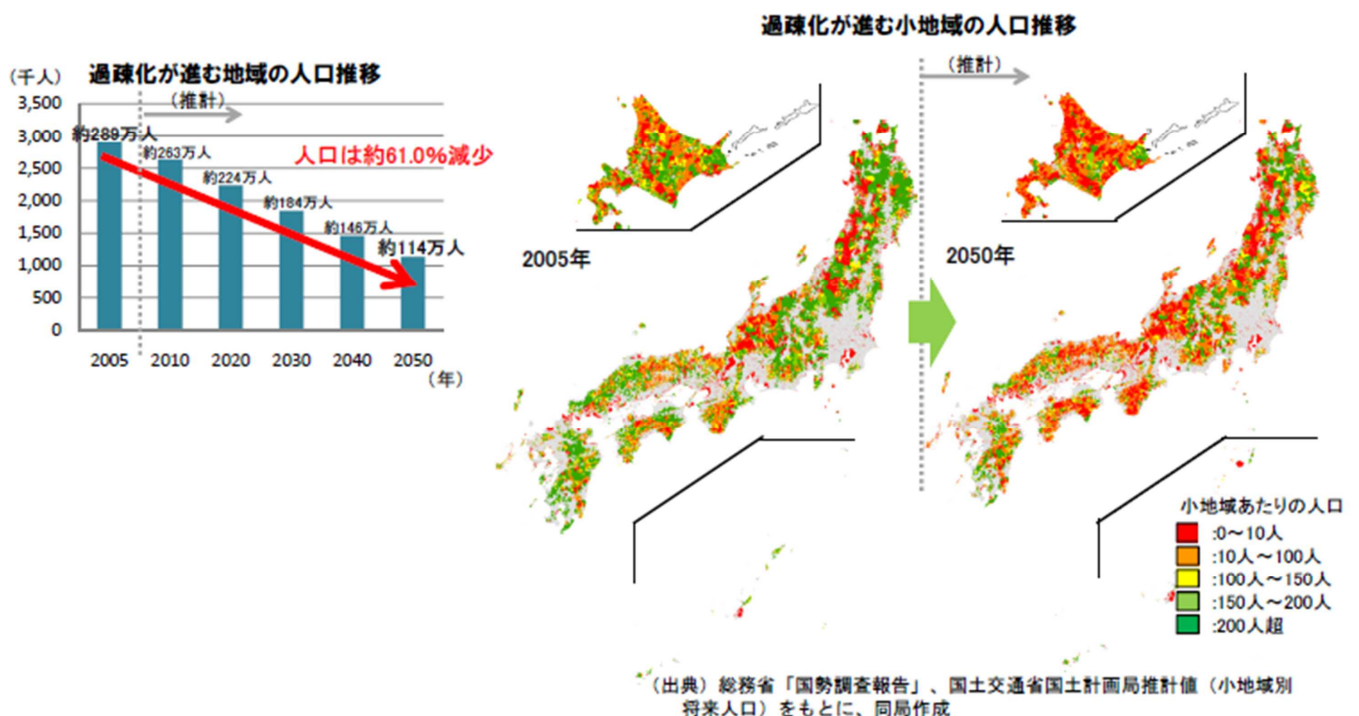 過疎化が進む小地域の人口推移
過疎化が進む地域の人口推移
（千人）
（推計）
3,500
3,000
2,500
2,000
1,500
1,000
500
0
約289万人
約263万人
約224万人
約184万人
約146万人
約114万人
人口は約61.0%減少
2005 2010 2020 2030 2040 2050
（年）
（推計）
2005年
2050年
小地域あたりの人口
:0～10人
:10人～100人
:100人～150人
:150人～200人
:200人超
（出典）総務省「国勢調査報告」、国土交通省国土計画局推計値（小地域別
将来人口）をもとに、同局作成